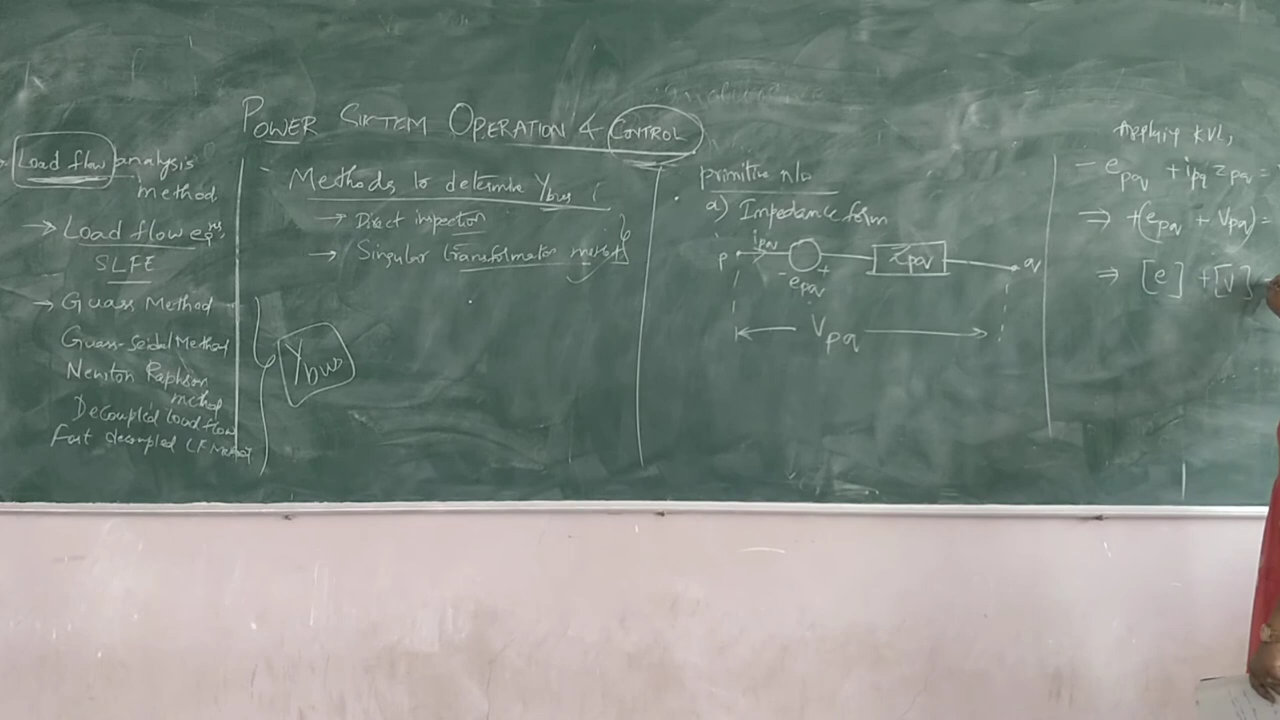 POWER SYSTEM OPERATION & CONTROL
Load flow analysis
method
→ Load flow eqns,
SLFE
→ Guass Method
Guass-Seidal Method
Newton Raphson
method
Decoupled load flow
Fast decoupled LF Method
Ybus
Methods to determine Ybus
→ Direct inspection
→ Singular transformation method
primitive n/w
a) Impedance form
p ipq
- epq +
zpq
q
Vpq
Applying KVL,
- epq + ipq zpq =
⇒ +(epq + Vpq) =
⇒ [e] + [v]